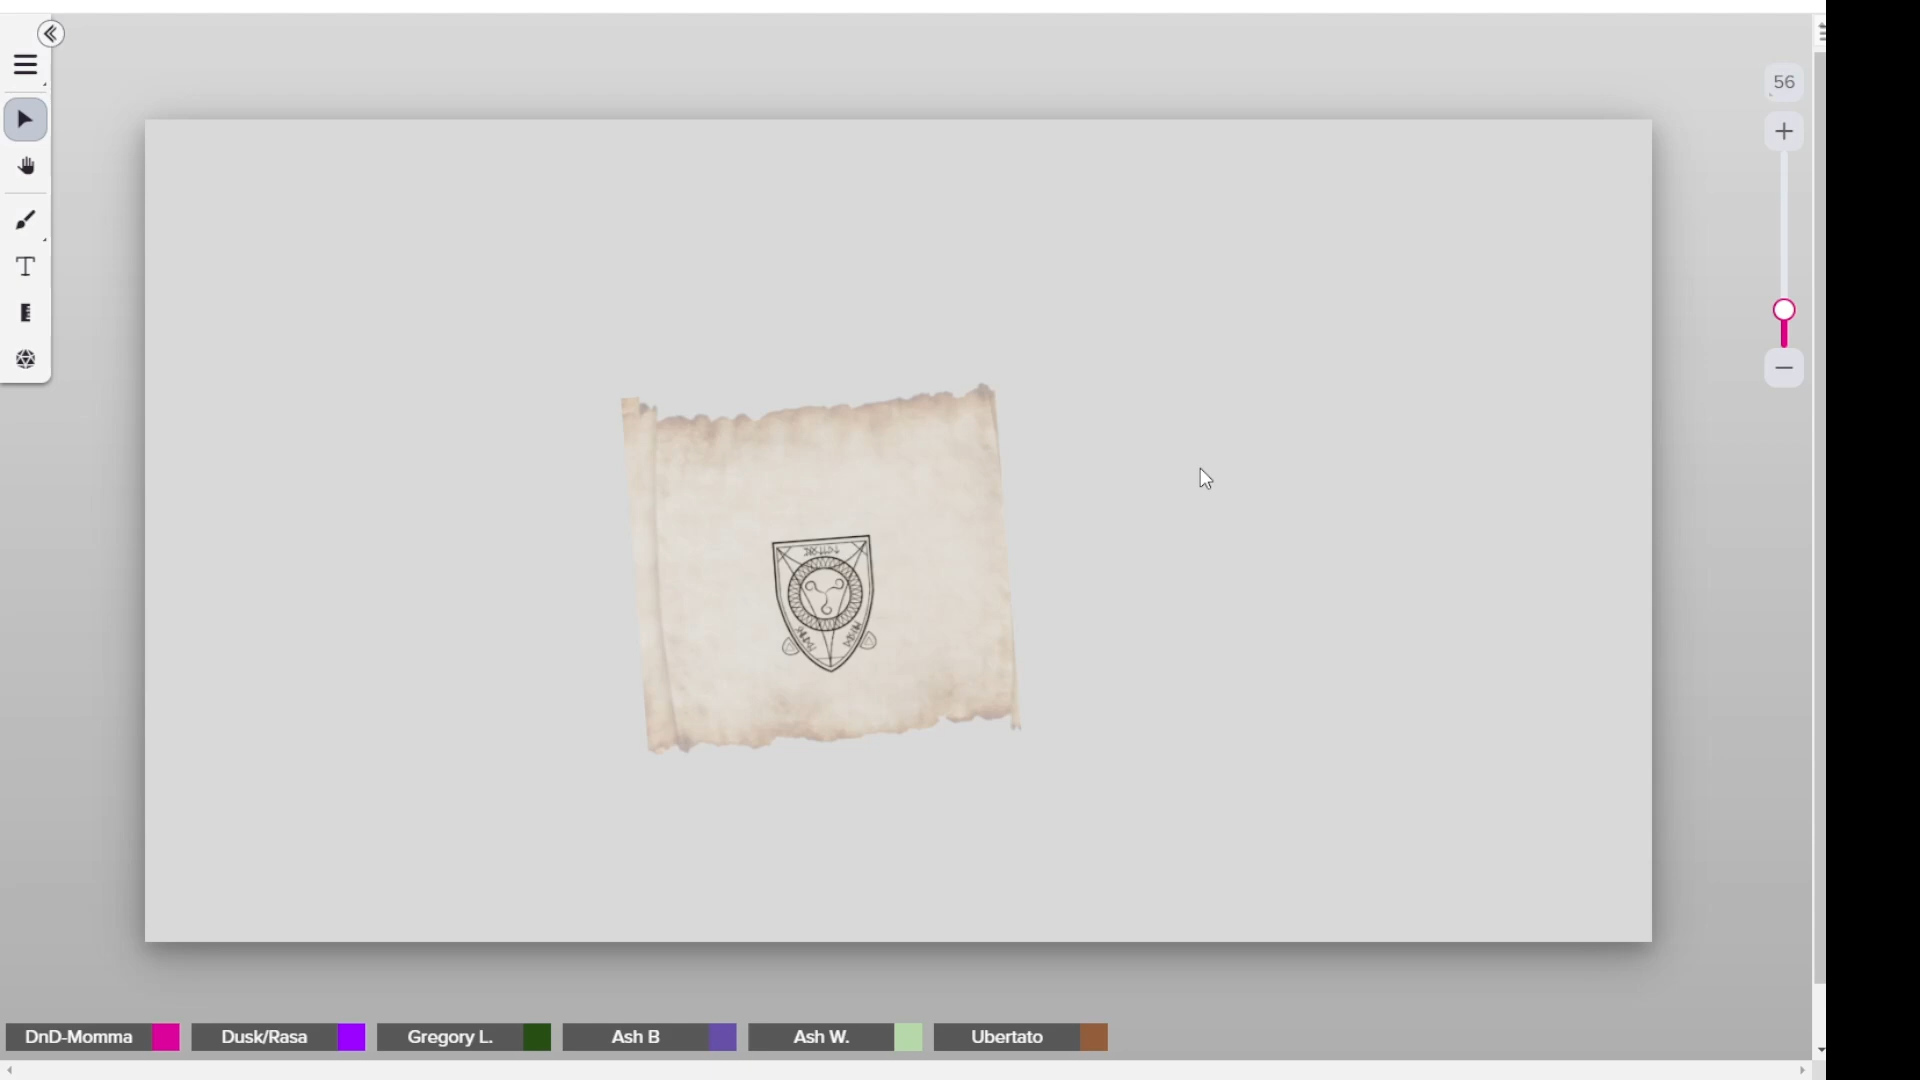 56
DnD-Momma
Dusk/Rasa
Gregory L.
Ash B
Ash W.
Ubertato